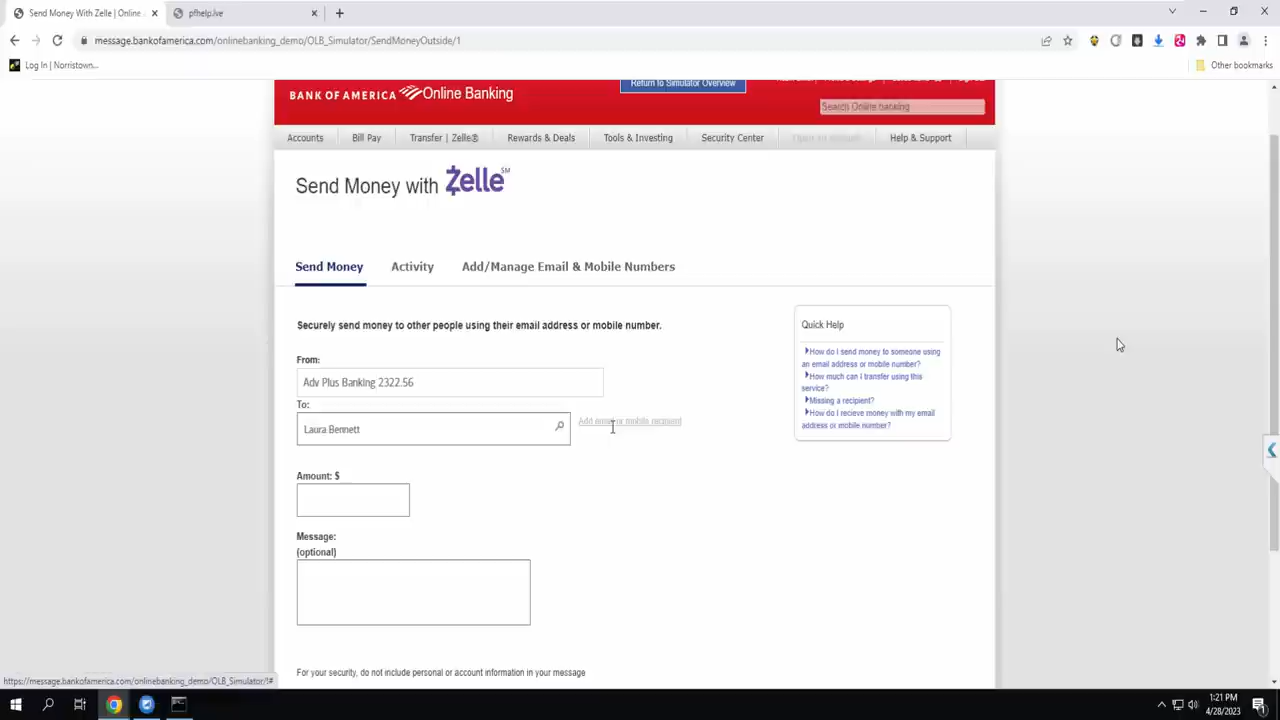 Send Money With Zelle | Online
pfhelp.live
message.bankofamerica.com/onlinebanking_demo/OLB_Simulator/SendMoneyOutside/1
Log In | Norristown...
Other bookmarks
Return to Simulator Overview
BANK OF AMERICA Online Banking
Search Online banking
Accounts Bill Pay Transfer | Zelle® Rewards & Deals Tools & Investing Security Center Open an Account Help & Support
Send Money with Zelle SM
Send Money Activity Add/Manage Email & Mobile Numbers
Securely send money to other people using their email address or mobile number.
From:
Adv Plus Banking 2322.56
To:
Laura Bennett
Add email or mobile recipient
Amount: $
Message:
(optional)
For your security, do not include personal or account information in your message
Quick Help
How do I send money to someone using
an email address or mobile number?
How much can I transfer using this
service?
Missing a recipient?
How do I recieve money with my email
address or mobile number?
https://message.bankofamerica.com/onlinebanking_demo/OLB_Simulator/!#
1:21 PM
4/28/2023